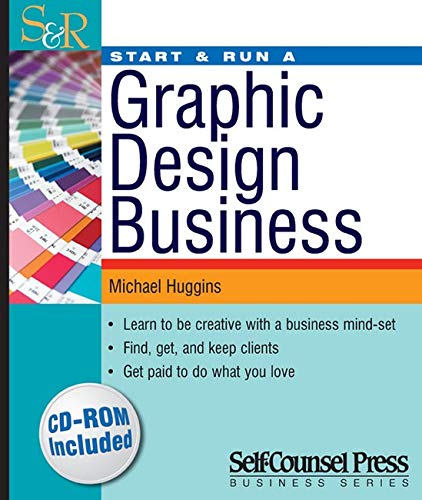 S&R
START & RUN A
Graphic
Design
Business
Michael Huggins
• Learn to be creative with a business mind-set
• Find, get, and keep clients
• Get paid to do what you love
CD-ROM
Included
Self-Counsel Press
BUSINESS SERIES